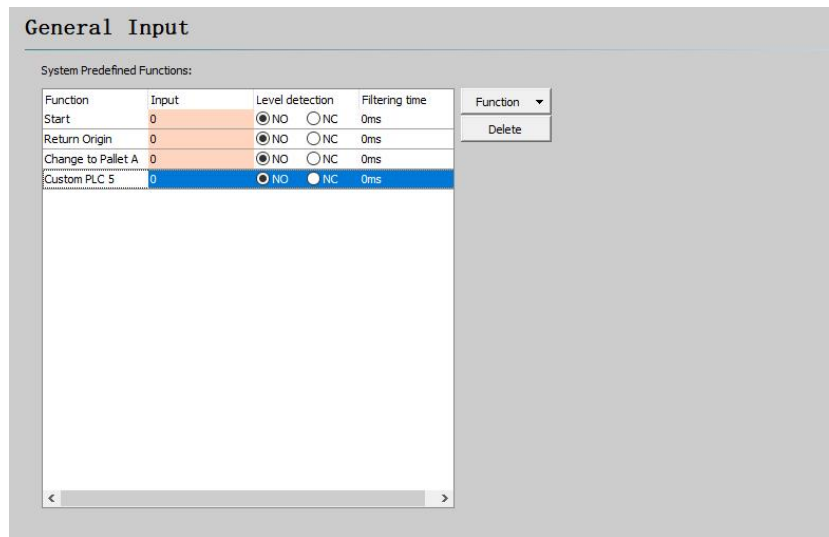 General Input
System Predefined Functions:
Function Input Level detection Filtering time
Start 0 NO NC 0ms
Return Origin 0 NO NC 0ms
Change to Pallet A 0 NO NC 0ms
Custom PLC 5 0 NO NC 0ms
Function
Delete